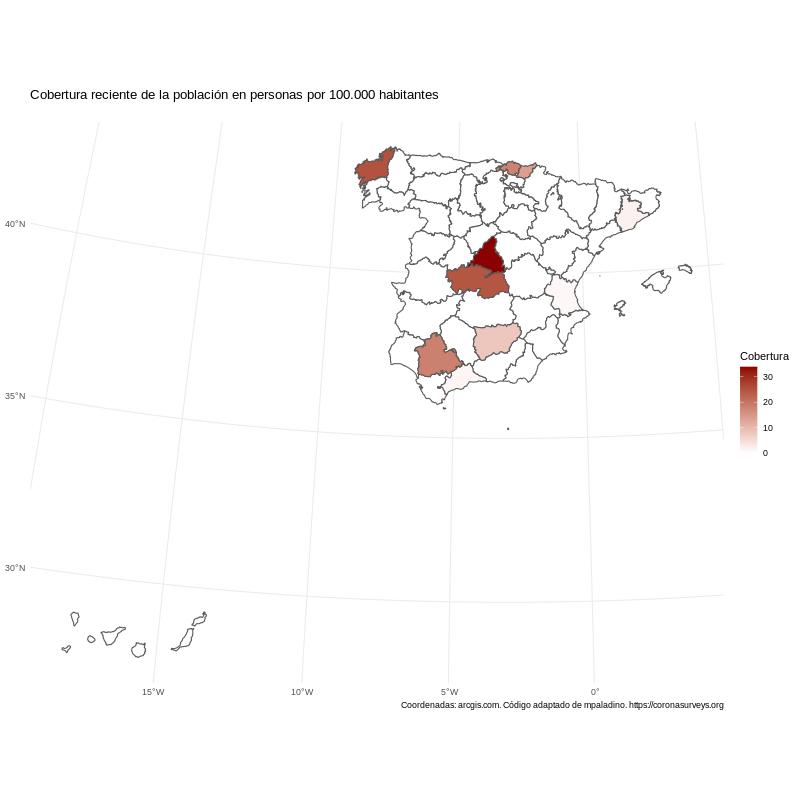 Cobertura reciente de la población en personas por 100.000 habitantes
40°N
35°N
30°N
15°W
10°W
5°W
0°
Cobertura
30
20
10
0
Coordenadas: arcgis.com. Código adaptado de mpaladino. https://coronasurveys.org